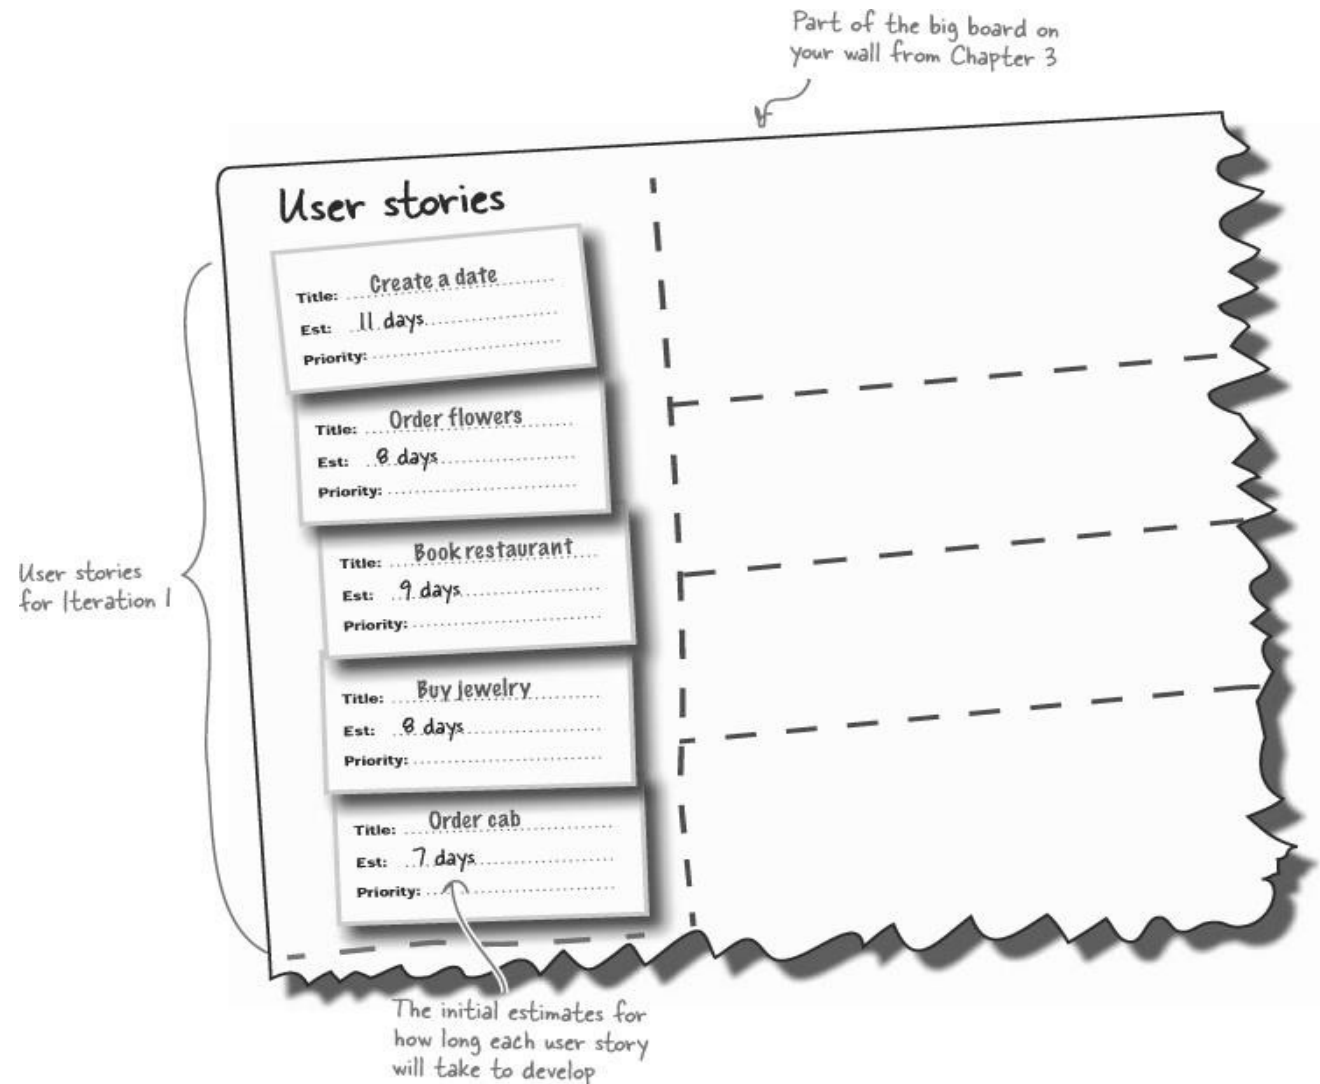 Part of the big board on
your wall from Chapter 3
User stories
Title: Create a date
Est: 11 days
Priority:
Title: Order flowers
Est: 8 days
Priority:
Title: Book restaurant
Est: 9 days
Priority:
Title: Buy jewelry
Est: 8 days
Priority:
Title: Order cab
Est: 7 days
Priority:
User stories
for Iteration 1
The initial estimates for
how long each user story
will take to develop